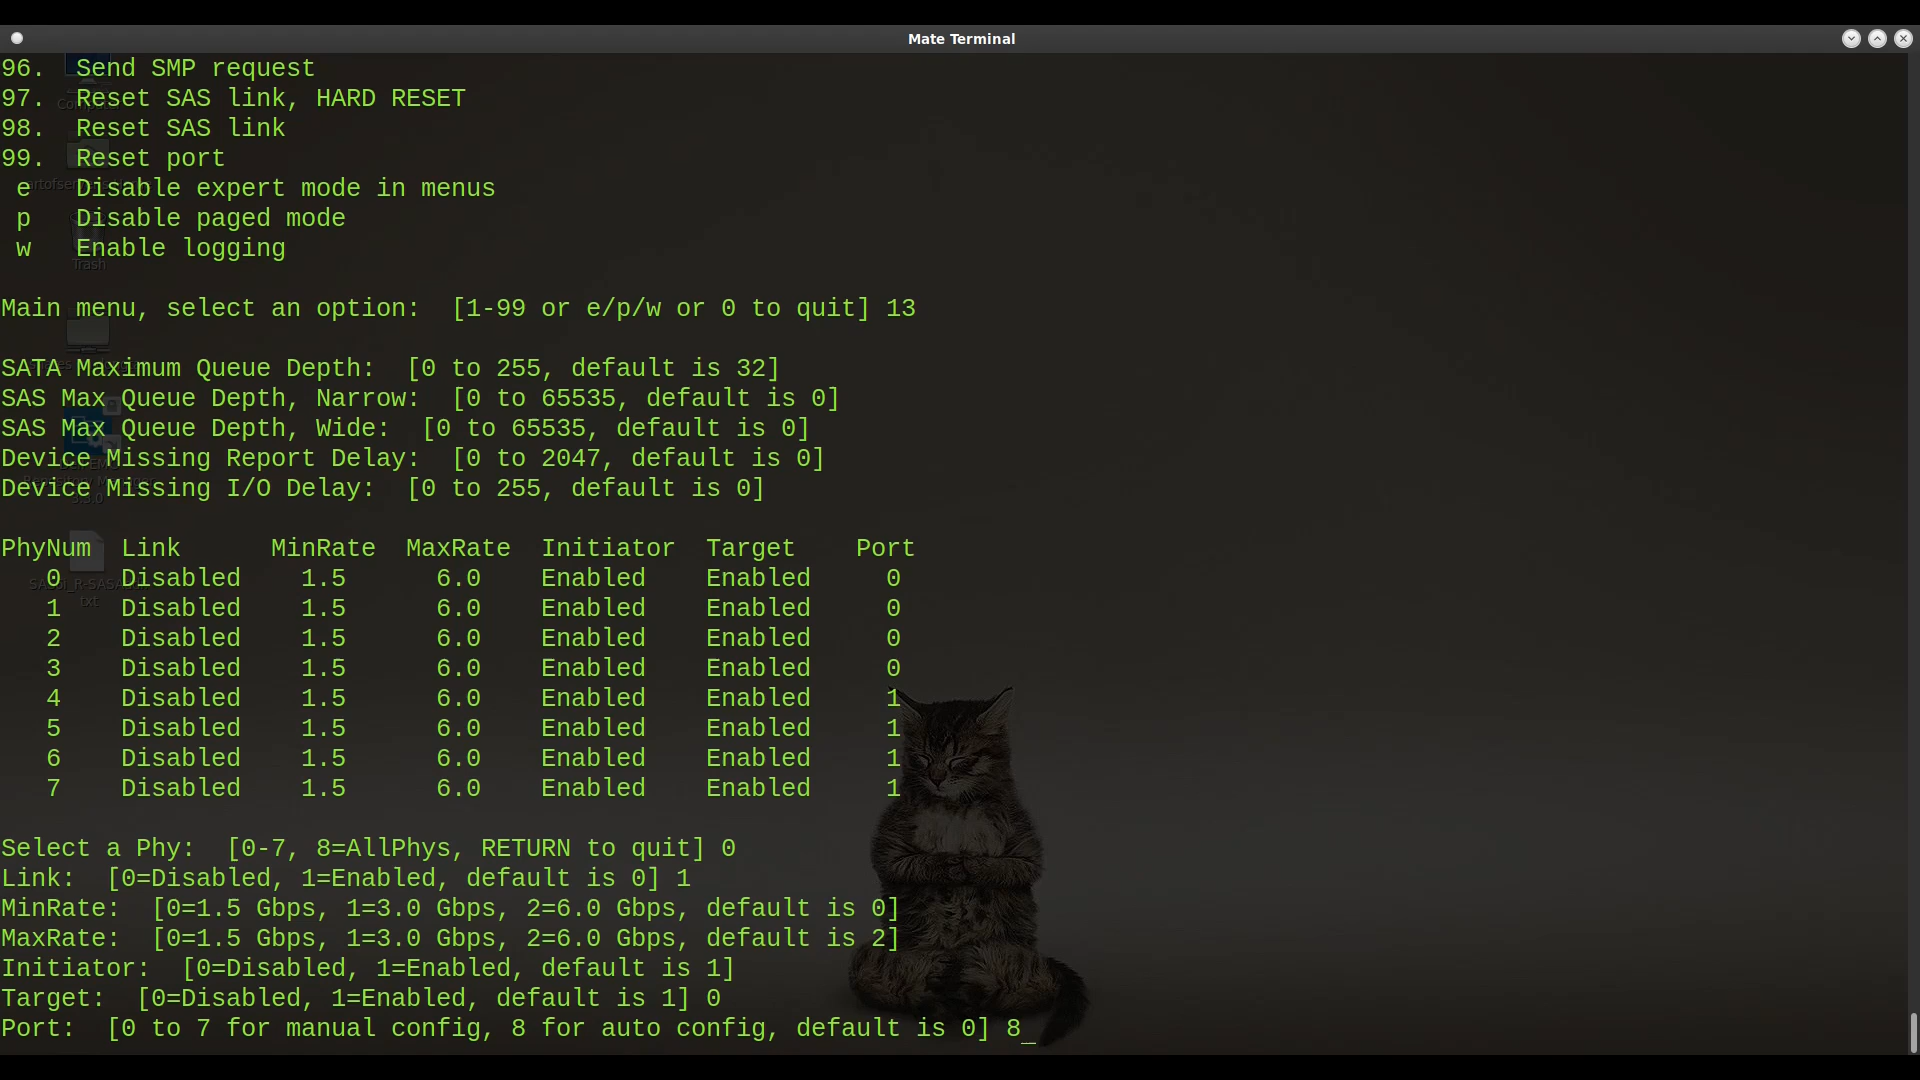 Mate Terminal
96.  Send SMP request
97.  Reset SAS link, HARD RESET
98.  Reset SAS link
99.  Reset port
 e   Disable expert mode in menus
 p   Disable paged mode
 w   Enable logging
Main menu, select an option:  [1-99 or e/p/w or 0 to quit] 13
SATA Maximum Queue Depth:  [0 to 255, default is 32]
SAS Max Queue Depth, Narrow:  [0 to 65535, default is 0]
SAS Max Queue Depth, Wide:  [0 to 65535, default is 0]
Device Missing Report Delay:  [0 to 2047, default is 0]
Device Missing I/O Delay:  [0 to 255, default is 0]
PhyNum  Link      MinRate  MaxRate  Initiator  Target    Port
   0    Disabled    1.5      6.0    Enabled    Enabled     0
   1    Disabled    1.5      6.0    Enabled    Enabled     0
   2    Disabled    1.5      6.0    Enabled    Enabled     0
   3    Disabled    1.5      6.0    Enabled    Enabled     0
   4    Disabled    1.5      6.0    Enabled    Enabled     1
   5    Disabled    1.5      6.0    Enabled    Enabled     1
   6    Disabled    1.5      6.0    Enabled    Enabled     1
   7    Disabled    1.5      6.0    Enabled    Enabled     1
Select a Phy:  [0-7, 8=AllPhys, RETURN to quit] 0
Link:  [0=Disabled, 1=Enabled, default is 0] 1
MinRate:  [0=1.5 Gbps, 1=3.0 Gbps, 2=6.0 Gbps, default is 0]
MaxRate:  [0=1.5 Gbps, 1=3.0 Gbps, 2=6.0 Gbps, default is 2]
Initiator:  [0=Disabled, 1=Enabled, default is 1]
Target:  [0=Disabled, 1=Enabled, default is 1] 0
Port:  [0 to 7 for manual config, 8 for auto config, default is 0] 8_
Trash
txt